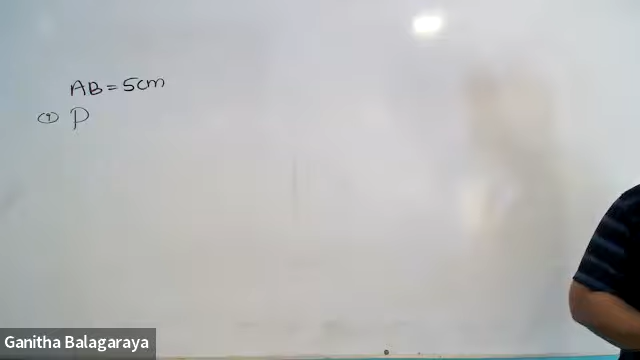 AB = 5cm
① P
Ganitha Balagaraya